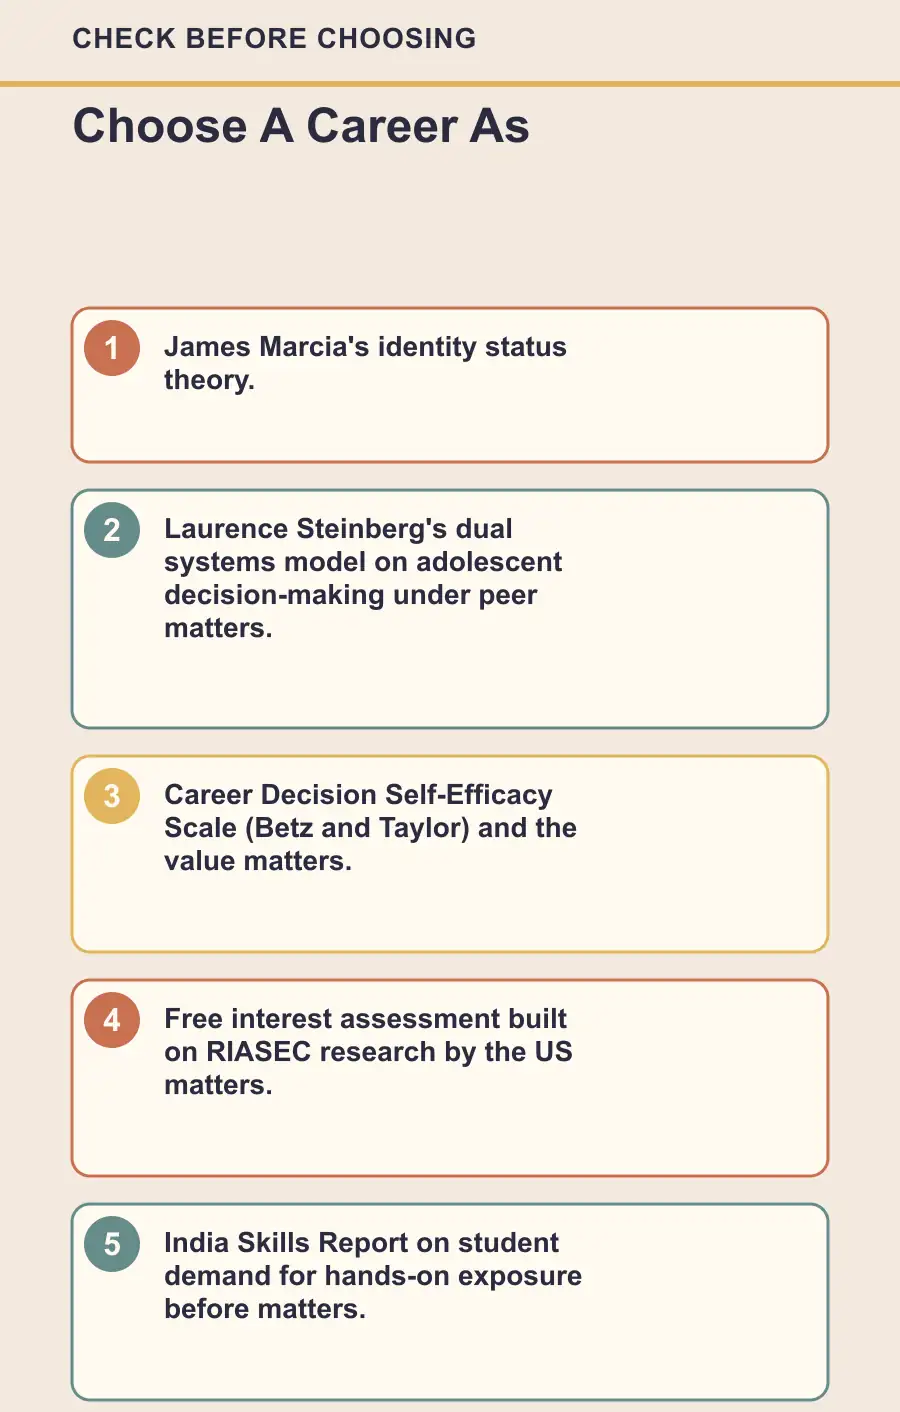 CHECK BEFORE CHOOSING
Choose A Career As
1
James Marcia's identity status
theory.
2
Laurence Steinberg's dual
systems model on adolescent
decision-making under peer
matters.
3
Career Decision Self-Efficacy
Scale (Betz and Taylor) and the
value matters.
4
Free interest assessment built
on RIASEC research by the US
matters.
5
India Skills Report on student
demand for hands-on exposure
before matters.